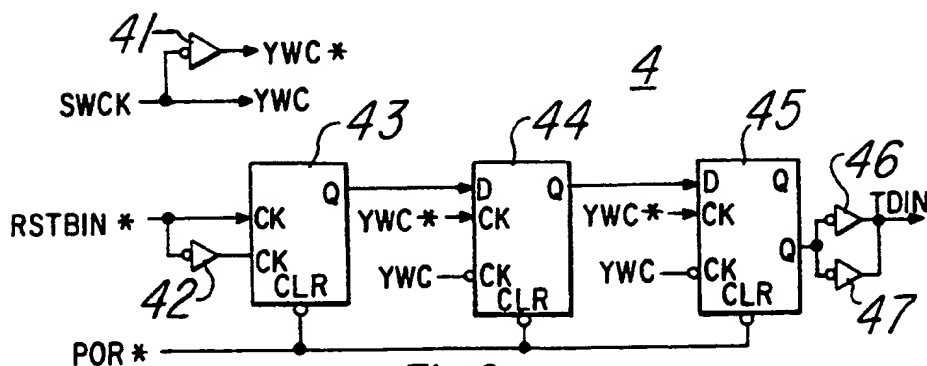 41
YWC *
4
SWCK
YWC
43
44
45
46
Q
D
Q
D
Q
TDIN
RSTBIN *
CK
YWC *
CK
YWC *
CK
CK
YWC
CK
YWC
CK
Q
42
CLR
CLR
CLR
47
POR *